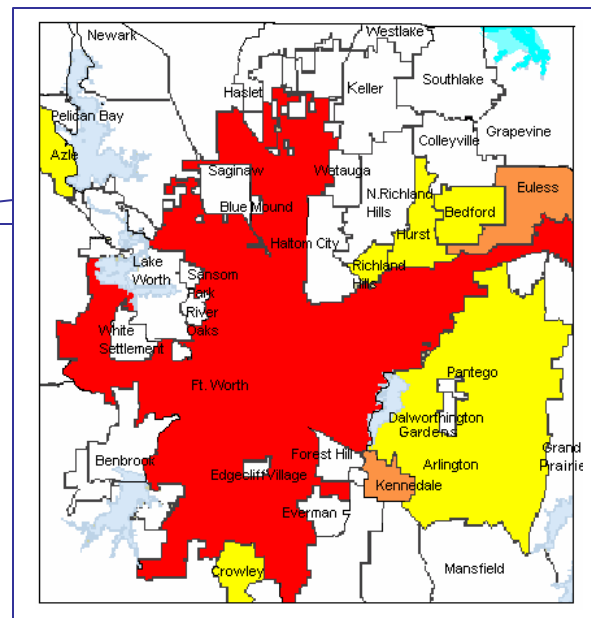 Newark
Westlake
Haslet
Keller
Southlake
Pelican Bay
Colleyville
Grapevine
Azle
Saginaw
Watauga
N.Richland
Hills
Euless
Blue Mound
Bedford
Haltom City
Hurst
Lake
Worth
Sansom
Park
Richland
Hills
River
Oaks
White
Settlement
Ft. Worth
Pantego
Dalworthington
Gardens
Grand
Prairie
Benbrook
Forest Hill
Arlington
Edgecliff Village
Kennedale
Everman
Crowley
Mansfield